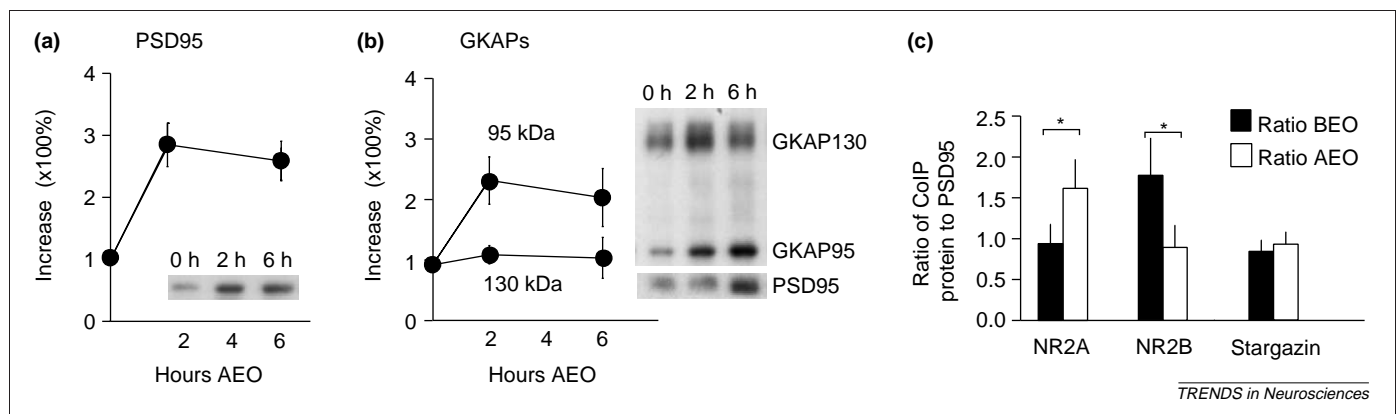 (a) PSD95
Increase (x100%)
4
3
2
1
0
0 h 2 h 6 h
2 4 6
Hours AEO
(b) GKAPs
Increase (x100%)
4
3
2
1
0
95 kDa
130 kDa
2 4 6
Hours AEO
0 h 2 h 6 h
GKAP130
GKAP95
PSD95
(c)
Ratio of CoIP
protein to PSD95
2.5
2.0
1.5
1.0
0.5
0.0
* *
Ratio BEO
Ratio AEO
NR2A NR2B Stargazin
TRENDS in Neurosciences